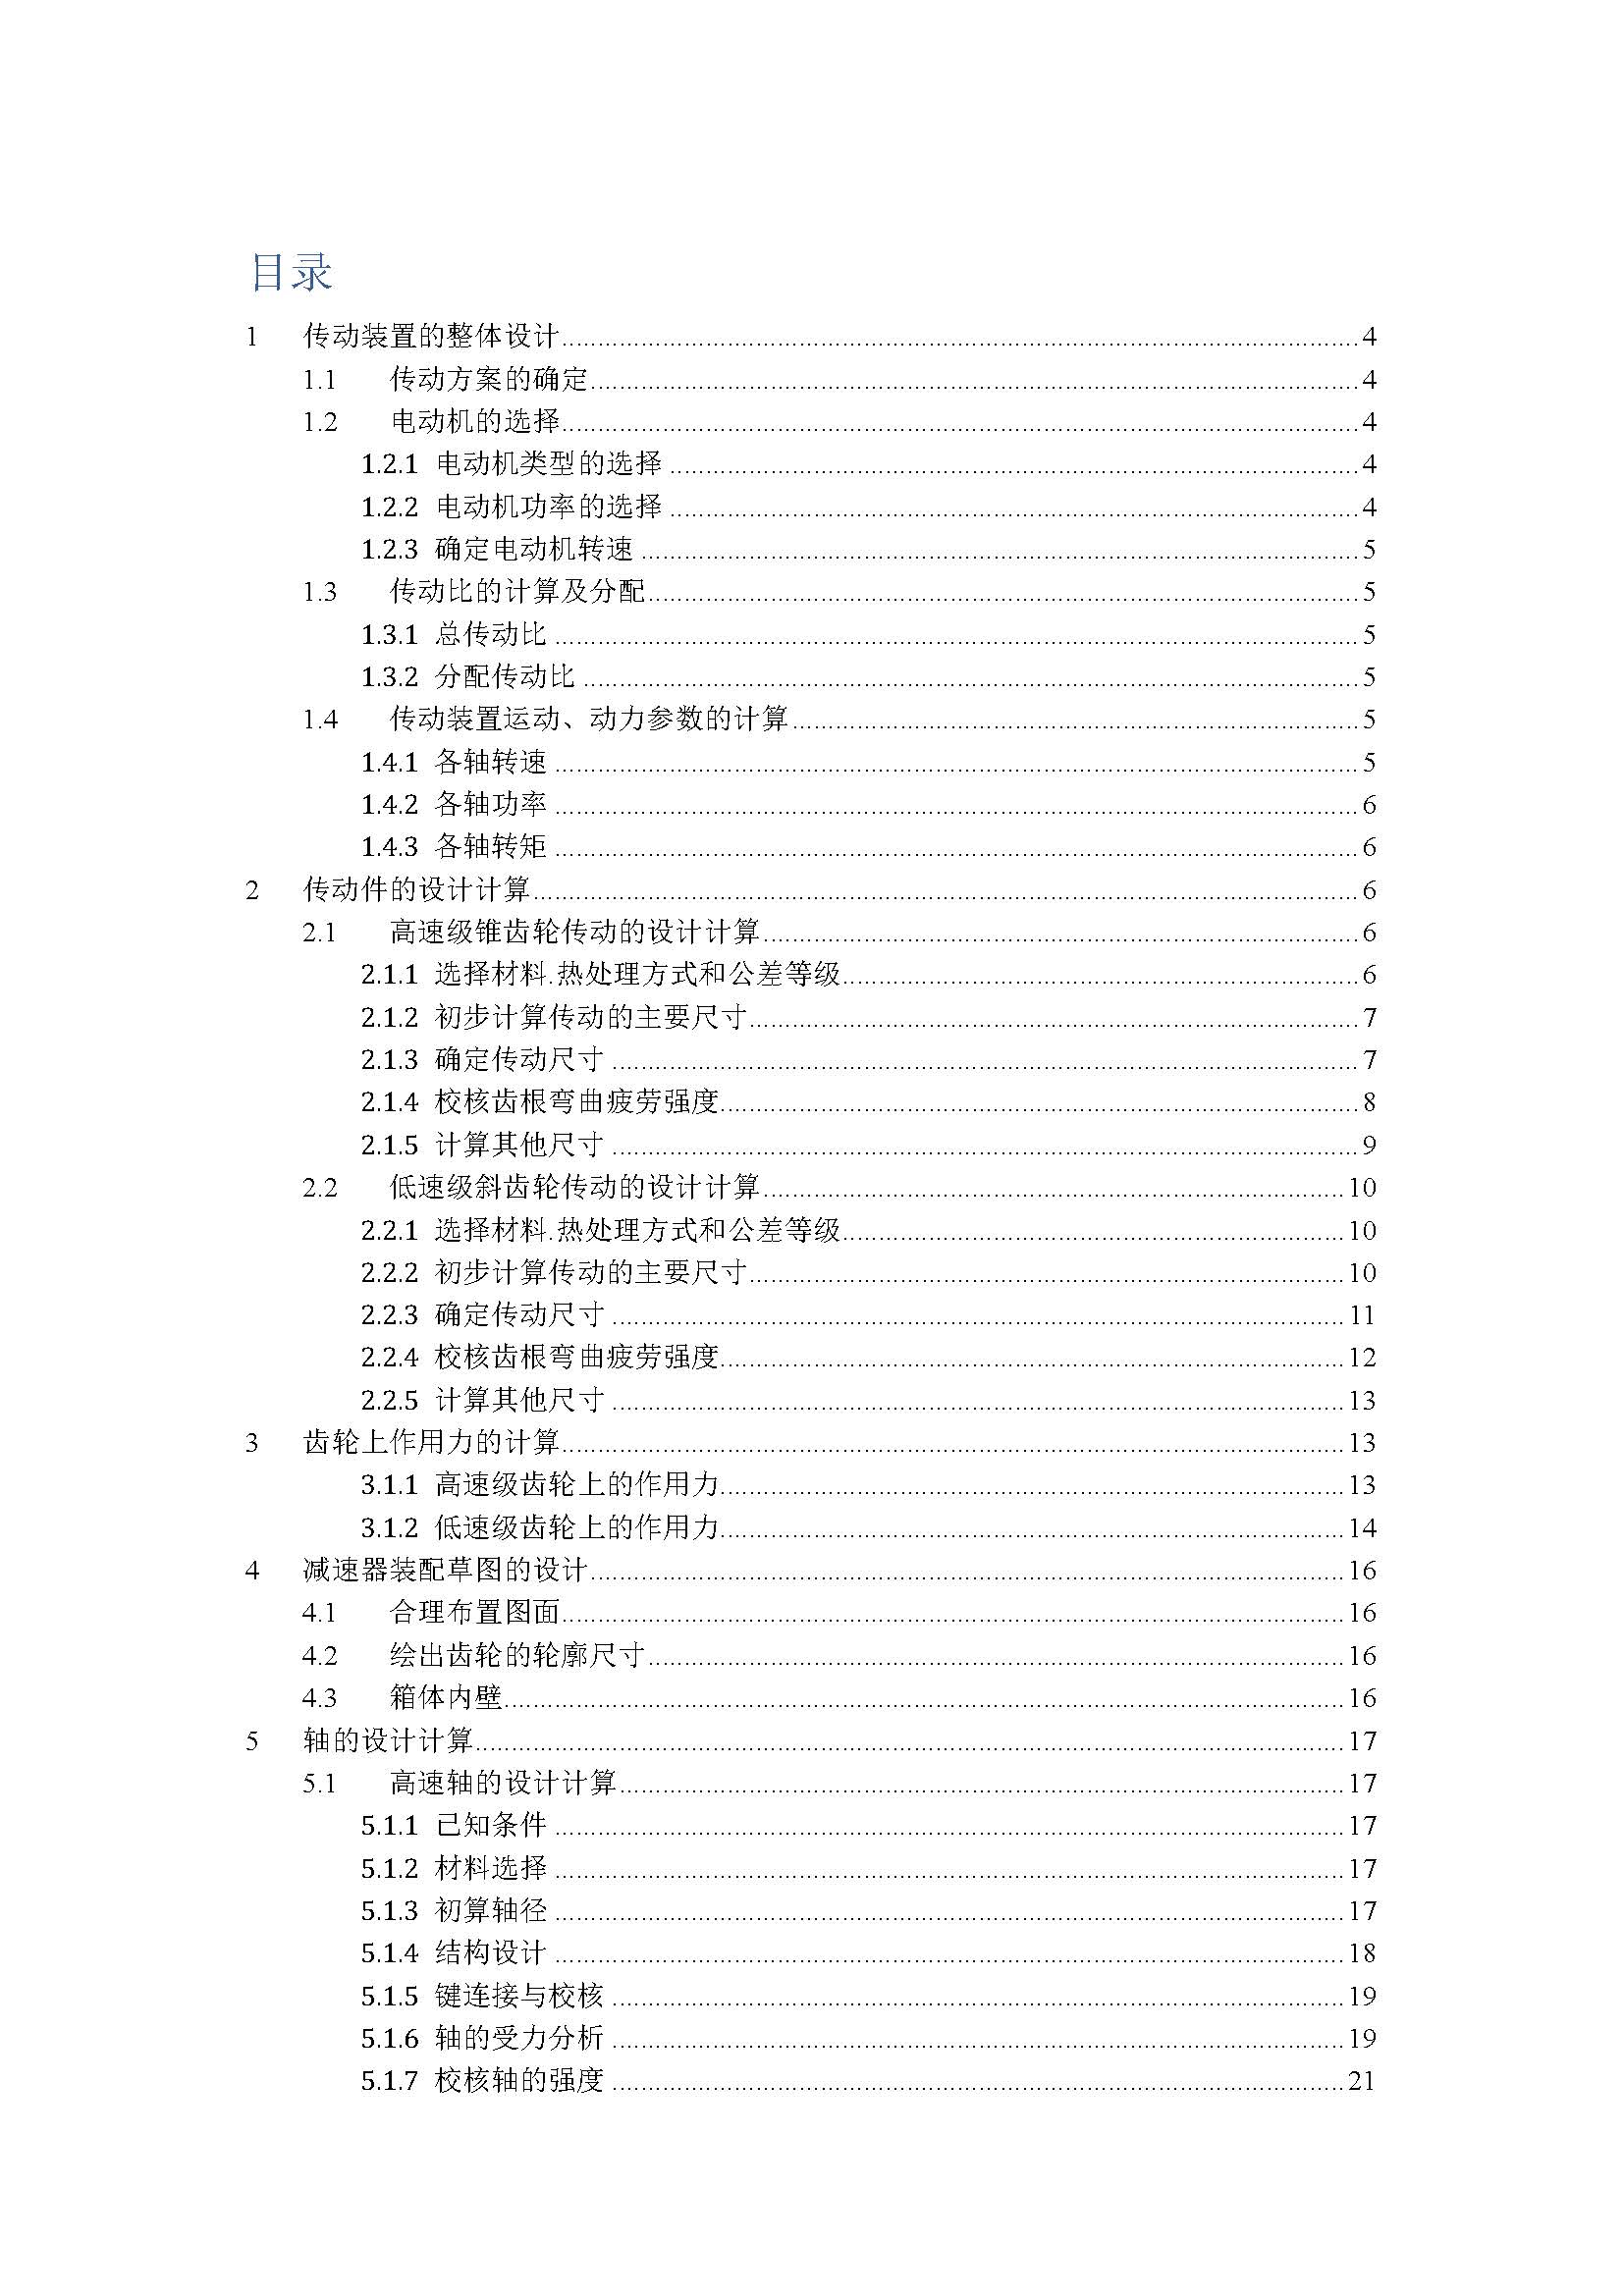 目录
1 传动装置的整体设计 4
1.1 传动方案的确定 4
1.2 电动机的选择 4
1.2.1 电动机类型的选择 4
1.2.2 电动机功率的选择 4
1.2.3 确定电动机转速 5
1.3 传动比的计算及分配 5
1.3.1 总传动比 5
1.3.2 分配传动比 5
1.4 传动装置运动、动力参数的计算 5
1.4.1 各轴转速 5
1.4.2 各轴功率 6
1.4.3 各轴转矩 6
2 传动件的设计计算 6
2.1 高速级锥齿轮传动的设计计算 6
2.1.1 选择材料.热处理方式和公差等级 6
2.1.2 初步计算传动的主要尺寸 7
2.1.3 确定传动尺寸 7
2.1.4 校核齿根弯曲疲劳强度 8
2.1.5 计算其他尺寸 9
2.2 低速级斜齿轮传动的设计计算 10
2.2.1 选择材料.热处理方式和公差等级 10
2.2.2 初步计算传动的主要尺寸 10
2.2.3 确定传动尺寸 11
2.2.4 校核齿根弯曲疲劳强度 12
2.2.5 计算其他尺寸 13
3 齿轮上作用力的计算 13
3.1.1 高速级齿轮上的作用力 13
3.1.2 低速级齿轮上的作用力 14
4 减速器装配草图的设计 16
4.1 合理布置图面 16
4.2 绘出齿轮的轮廓尺寸 16
4.3 箱体内壁 16
5 轴的设计计算 17
5.1 高速轴的设计计算 17
5.1.1 已知条件 17
5.1.2 材料选择 17
5.1.3 初算轴径 17
5.1.4 结构设计 18
5.1.5 键连接与校核 19
5.1.6 轴的受力分析 19
5.1.7 校核轴的强度 21